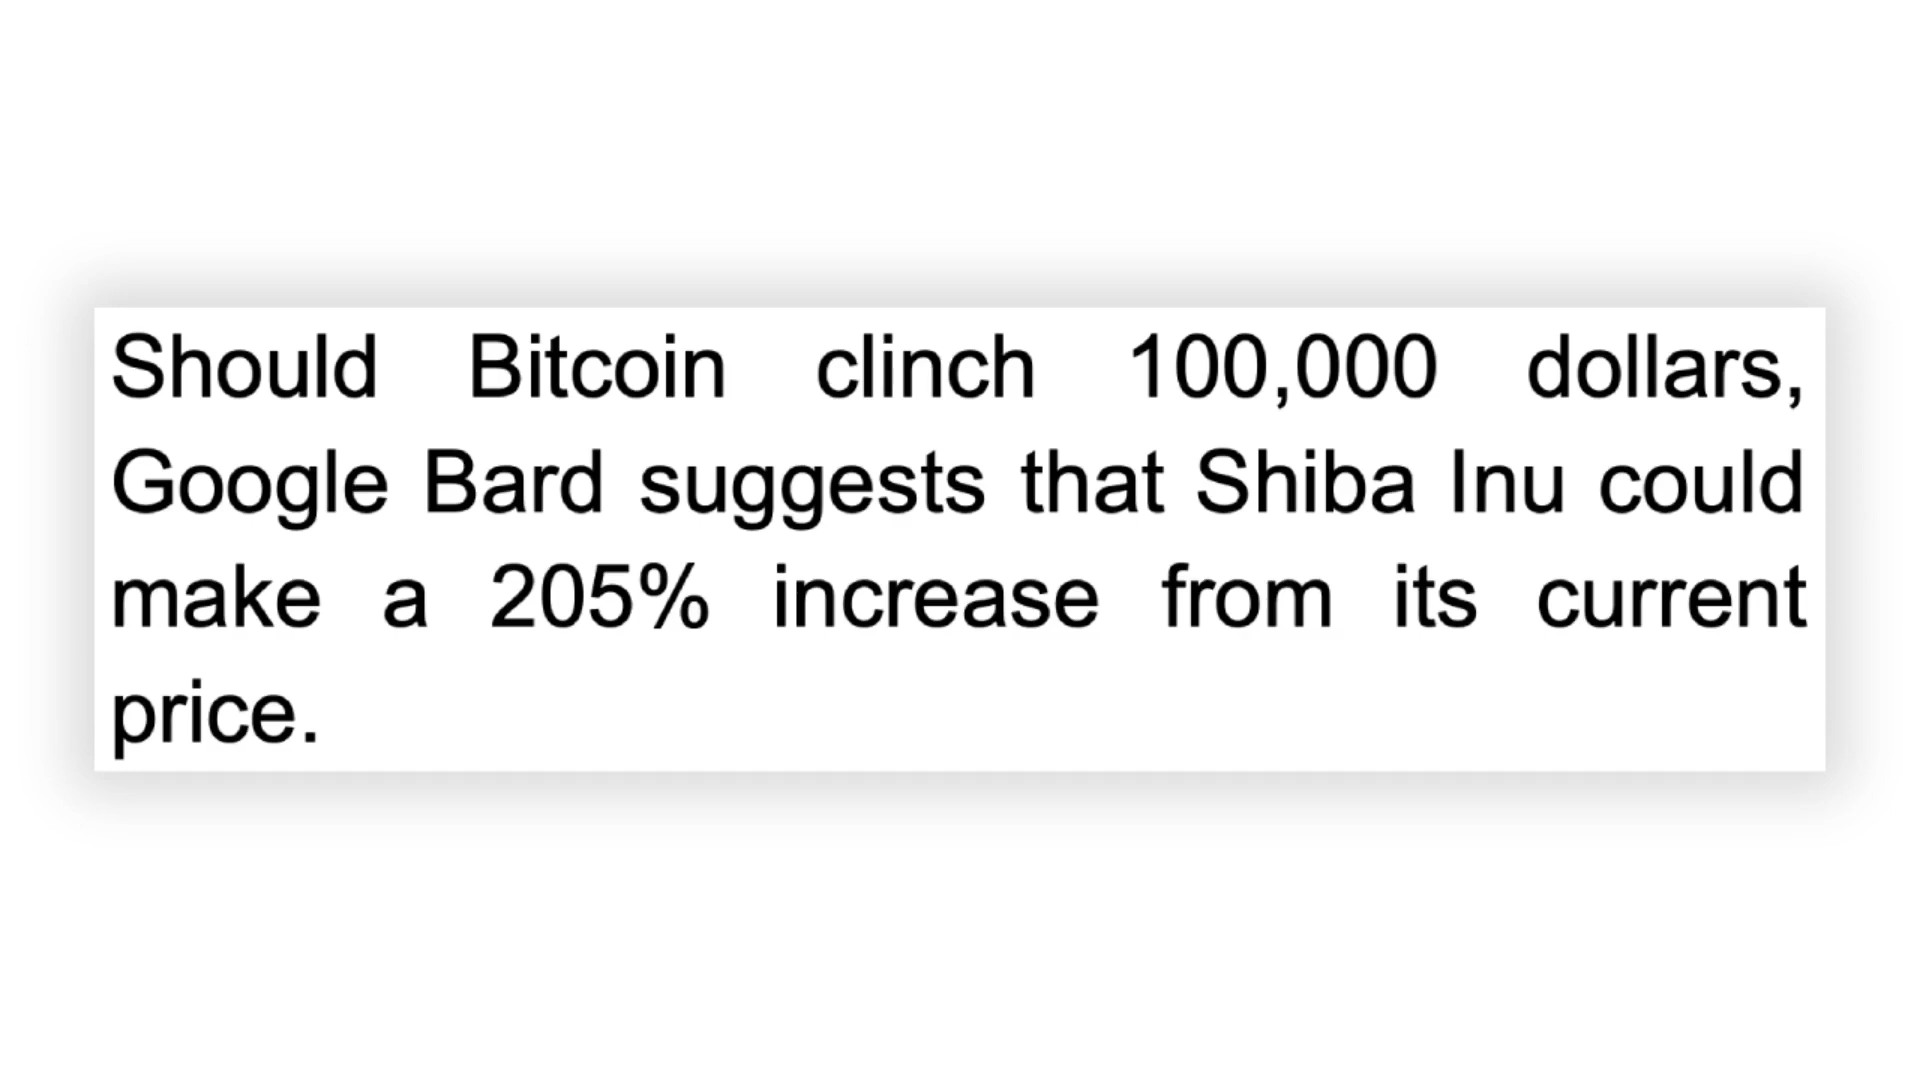 Should Bitcoin clinch 100,000 dollars,
Google Bard suggests that Shiba Inu could
make a 205% increase from its current
price.